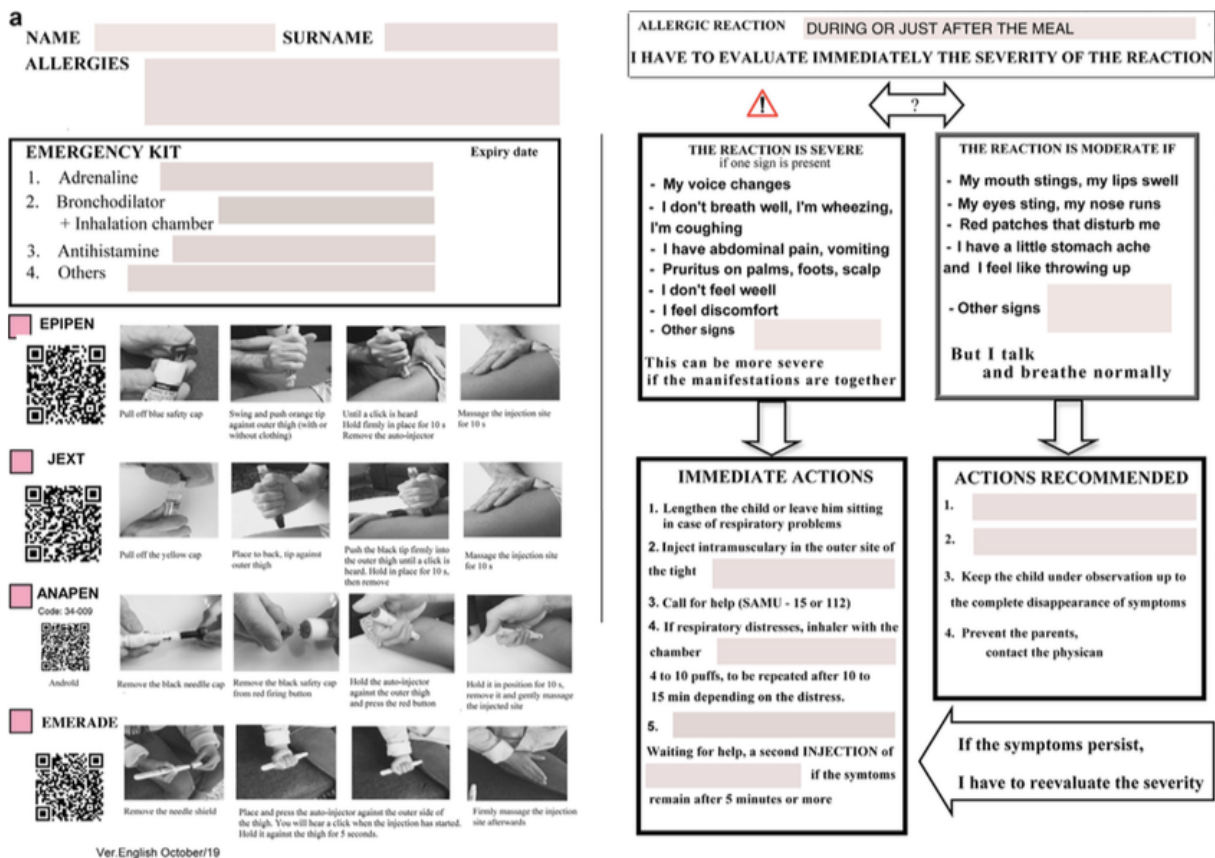 a
NAME
SURNAME
ALLERGIES
EMERGENCY KIT
Expiry date
1. Adrenaline
2. Bronchodilator
+ Inhalation chamber
3. Antihistamine
4. Others
EPIPEN
Pull off blue safety cap
Swing and push orange tip
against outer thigh (with or
without clothing)
Until a click is heard
Hold firmly in place for 10 s
Remove the auto-injector
Massage the injection site
for 10 s
JEXT
Pull off the yellow cap
Place to back, tip against
outer thigh
Push the black tip firmly into
the outer thigh until a click is
heard. Hold in place for 10 s,
then remove
Massage the injection site
for 10 s
ANAPEN
Code: 34-009
Androld
Remove the black needle cap
Remove the black safety cap
from red firing button
Hold the auto-injector
against the outer thigh
and press the red button
Hold it in position for 10 s,
remove it and gently massage
the injected site
EMERADE
Remove the needle shield
Place and press the auto-injector against the outer side of
the thigh. You will hear a click when the injection has started.
Hold it against the thigh for 5 seconds.
Firmly massage the injection
site afterwards
Ver.English October/19
ALLERGIC REACTION
DURING OR JUST AFTER THE MEAL
I HAVE TO EVALUATE IMMEDIATELY THE SEVERITY OF THE REACTION
!
?
THE REACTION IS SEVERE
if one sign is present
- My voice changes
- I don't breath well, I'm wheezing,
I'm coughing
- I have abdominal pain, vomiting
- Pruritus on palms, foots, scalp
- I don't feel weell
- I feel discomfort
- Other signs
This can be more severe
if the manifestations are together
THE REACTION IS MODERATE IF
- My mouth stings, my lips swell
- My eyes sting, my nose runs
- Red patches that disturb me
- I have a little stomach ache
and I feel like throwing up
- Other signs
But I talk
and breathe normally
IMMEDIATE ACTIONS
1. Lengthen the child or leave him sitting
in case of respiratory problems
2. Inject intramusculary in the outer site of
the tight
3. Call for help (SAMU - 15 or 112)
4. If respiratory distresses, inhaler with the
chamber
4 to 10 puffs, to be repeated after 10 to
15 min depending on the distress.
5.
Waiting for help, a second INJECTION of
if the symtoms
remain after 5 minutes or more
ACTIONS RECOMMENDED
1.
2.
3. Keep the child under observation up to
the complete disappearance of symptoms
4. Prevent the parents,
contact the physican
If the symptoms persist,
I have to reevaluate the severity